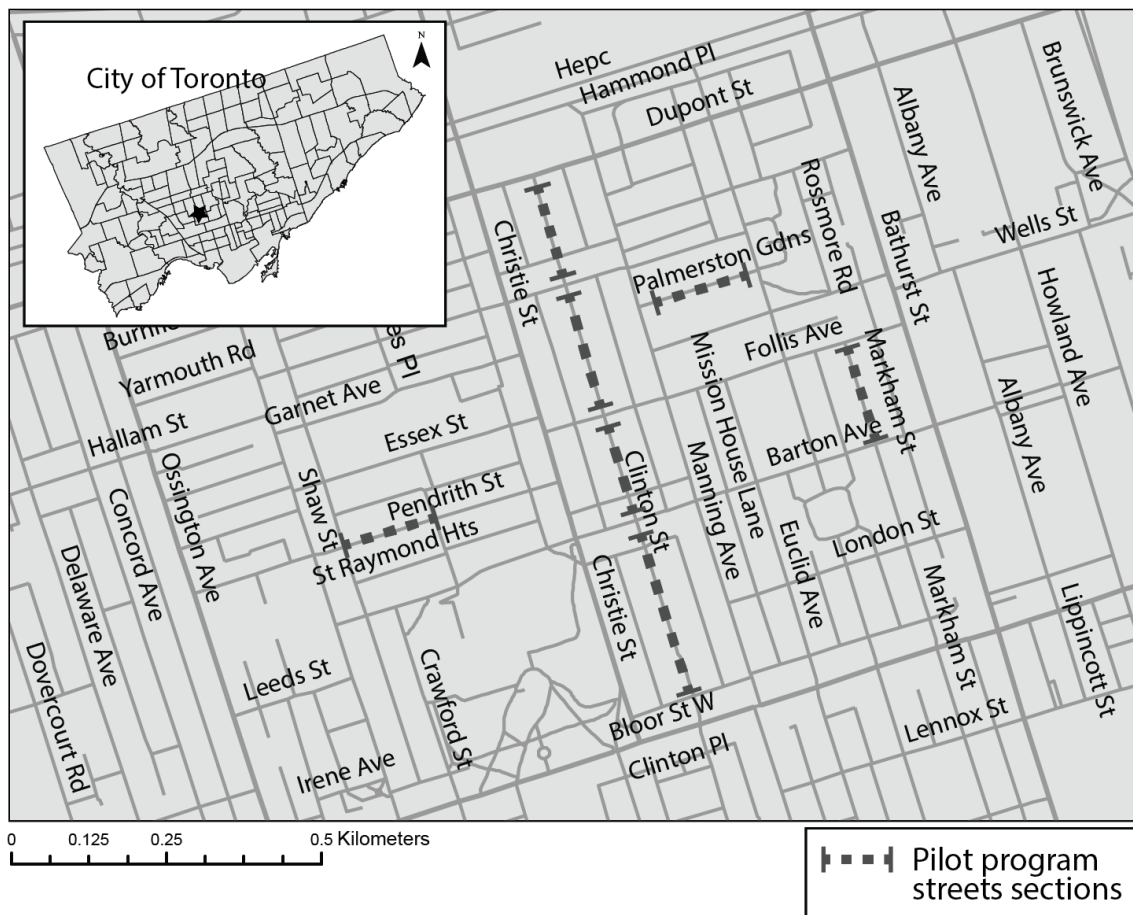 N
City of Toronto
Hepc
Hammond Pl
Dupont St
Albany Ave
Brunswick Ave
Rossmore Rd
Wells St
Christie St
Palmerston Gdns
Bathurst St
Howland Ave
Yarmouth Rd
Garnet Ave
Follis Ave
Mission House Lane
Markham St
Albany Ave
Hallam St
Essex St
Clinton St
Manning Ave
Barton Ave
Ossington Ave
Shaw St
Pendrith St
St Raymond Hts
Concord Ave
Delaware Ave
Christie St
Euclid Ave
London St
Markham St
Lippincott St
Dovercourt Rd
Leeds St
Crawford St
Bloor St W
Lennox St
Irene Ave
Clinton Pl
0 0.125 0.25 0.5 Kilometers
Pilot program
streets sections